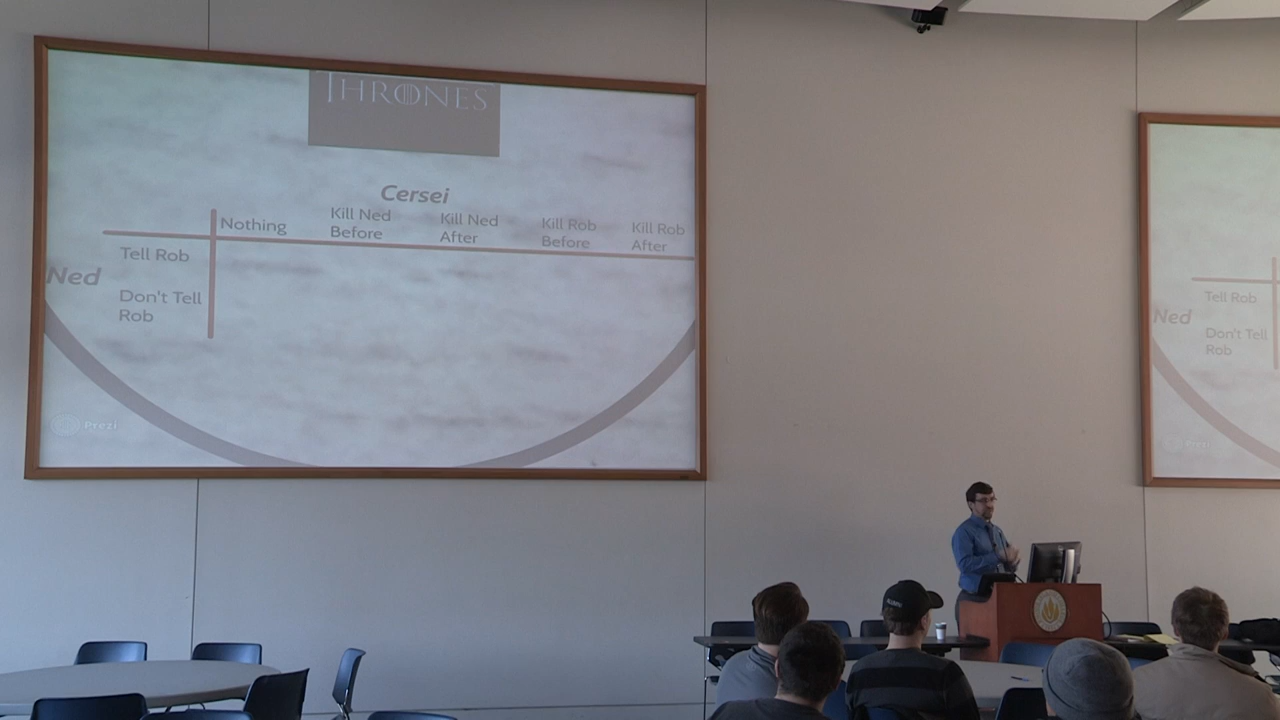 THRONES
Cersei
Nothing
Kill Ned
Before
Kill Ned
After
Kill Rob
Before
Kill Rob
After
Ned
Tell Rob
Don't Tell
Rob
Prezi
Ned
Tell Rob
Don't Tell
Rob
Prezi